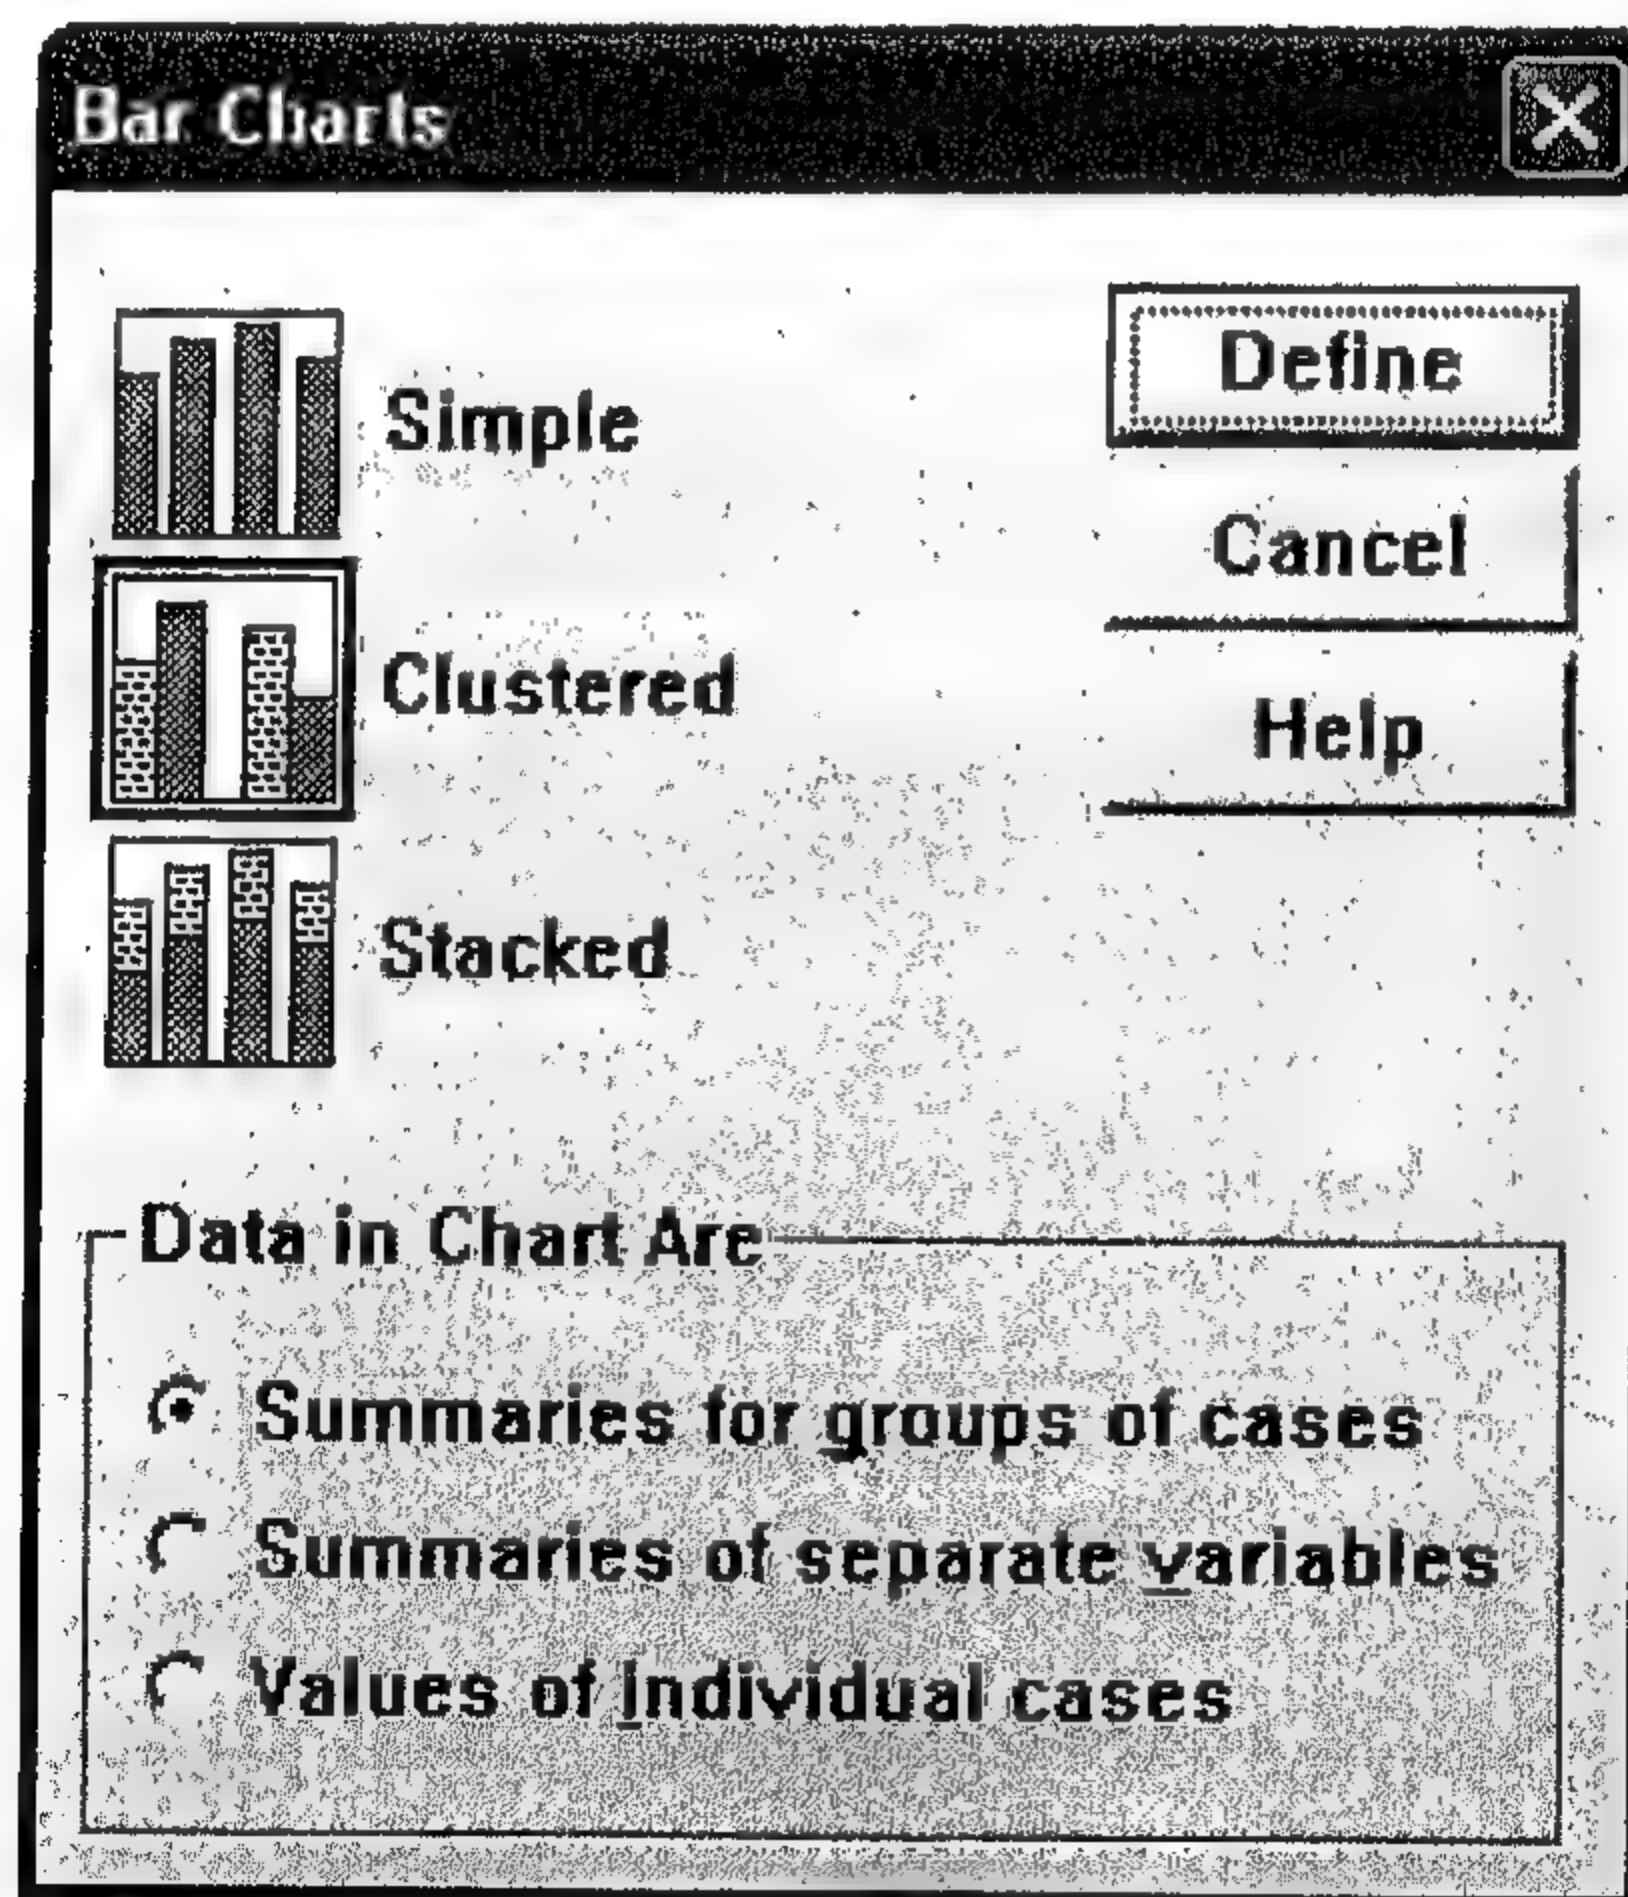 Bar Charts
Simple
Define
Cancel
Clustered
Help
Stacked
Data in Chart Are
Summaries for groups of cases
Summaries of separate variables
Values of individual cases